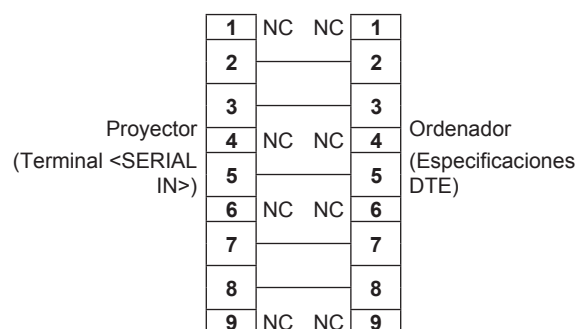 1 NC NC 1
2 2
3 3
Proyector
4 NC NC 4
Ordenador
(Terminal <SERIAL
IN>)
5 5
(Especificaciones
DTE)
6 NC NC 6
7 7
8 8
9 NC NC 9